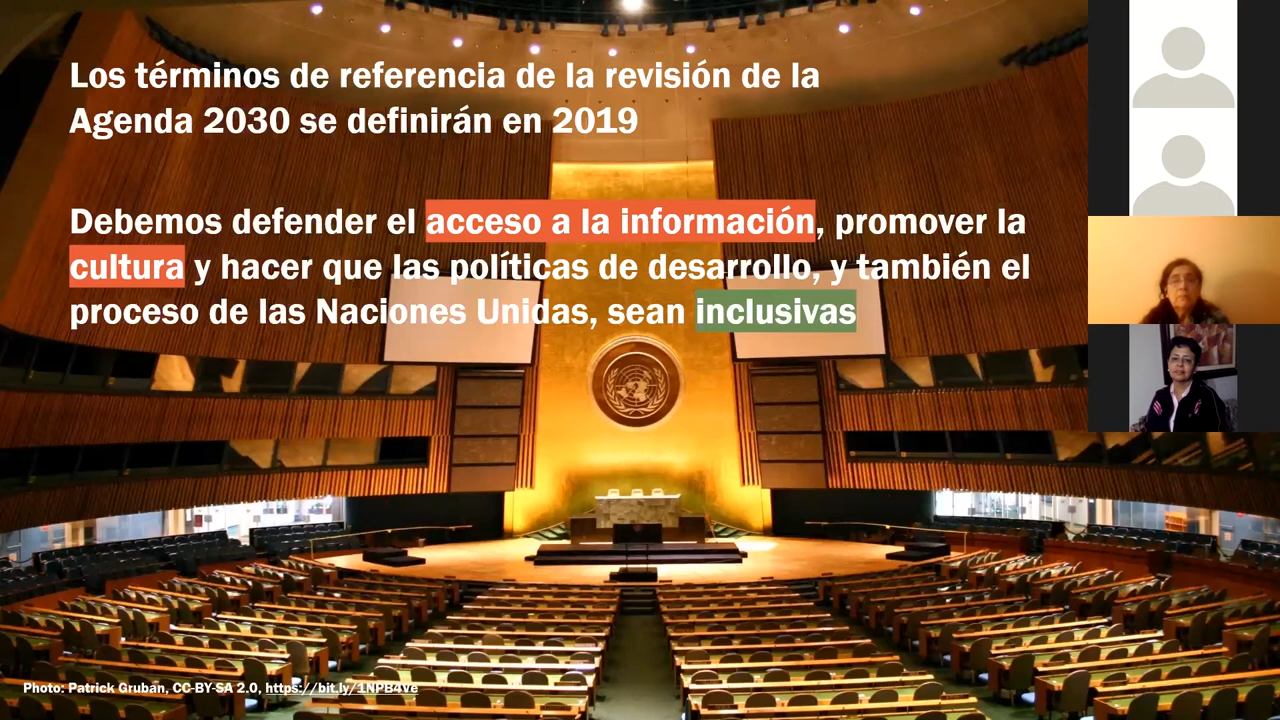 Los términos de referencia de la revisión de la
Agenda 2030 se definirán en 2019
Debemos defender el acceso a la información, promover la
cultura y hacer que las políticas de desarrollo, y también el
proceso de las Naciones Unidas, sean inclusivas
Photo: Patrick Gruban, CC-BY-SA 2.0, https://bit.ly/1NPB4Ve